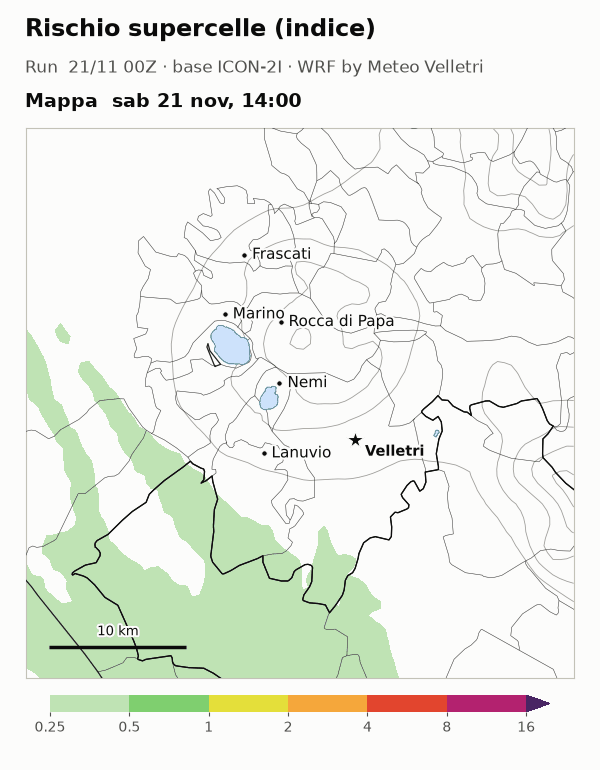 Rischio supercelle (indice)
Run  21/11 00Z · base ICON-2I · WRF by Meteo Velletri
Mappa  sab 21 nov, 14:00
Frascati
Marino
Rocca di Papa
Nemi
Velletri
Lanuvio
10 km
0.25 0.5 1 2 4 8 16